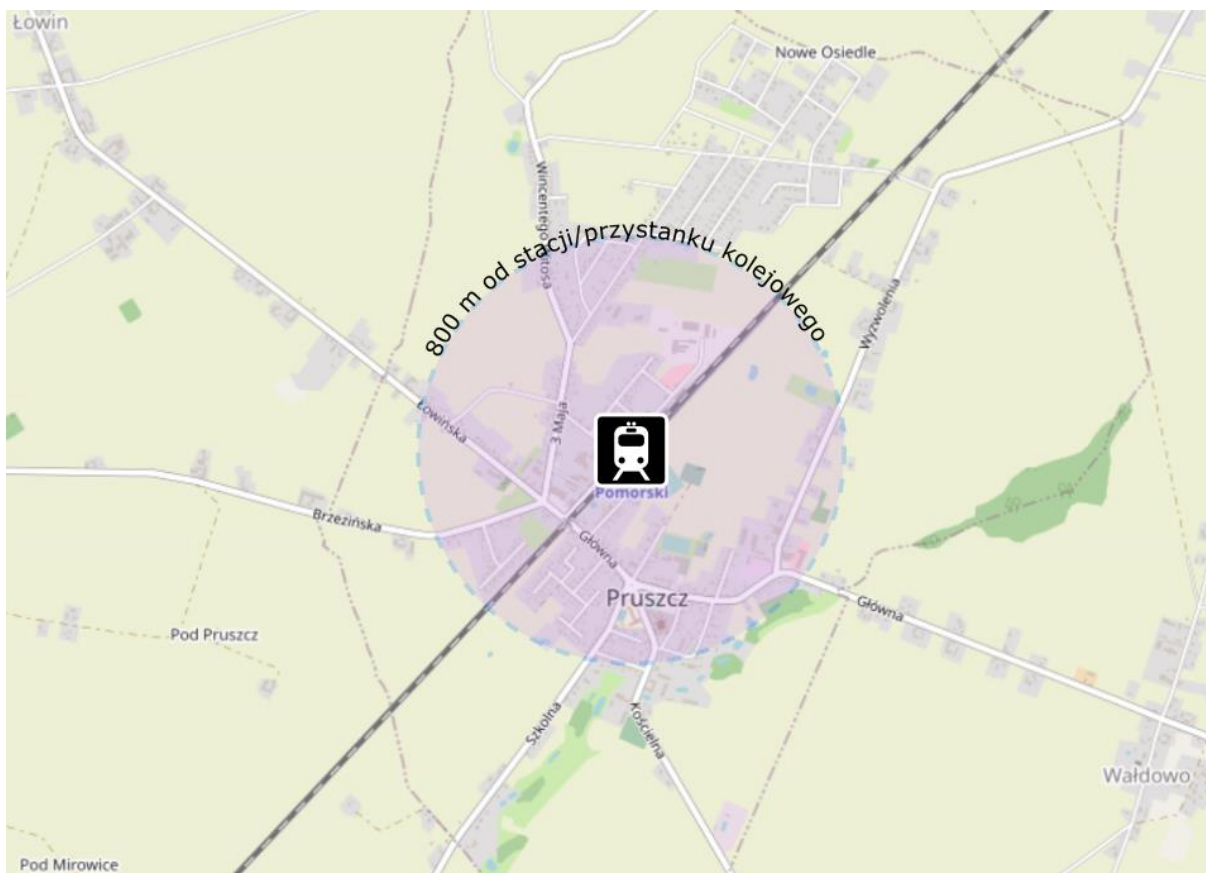 Łowin
Nowe Osiedle
Wincentego
tosa
800 m od stacji/przystanku kolejowego
Wyzwolenia
3 Maja
Łowińska
Pomorski
Brzezińska
Główna
Pruszcz
Główna
Pod Pruszcz
Szkolna
Kościelna
Wałdowo
Pod Mirowice